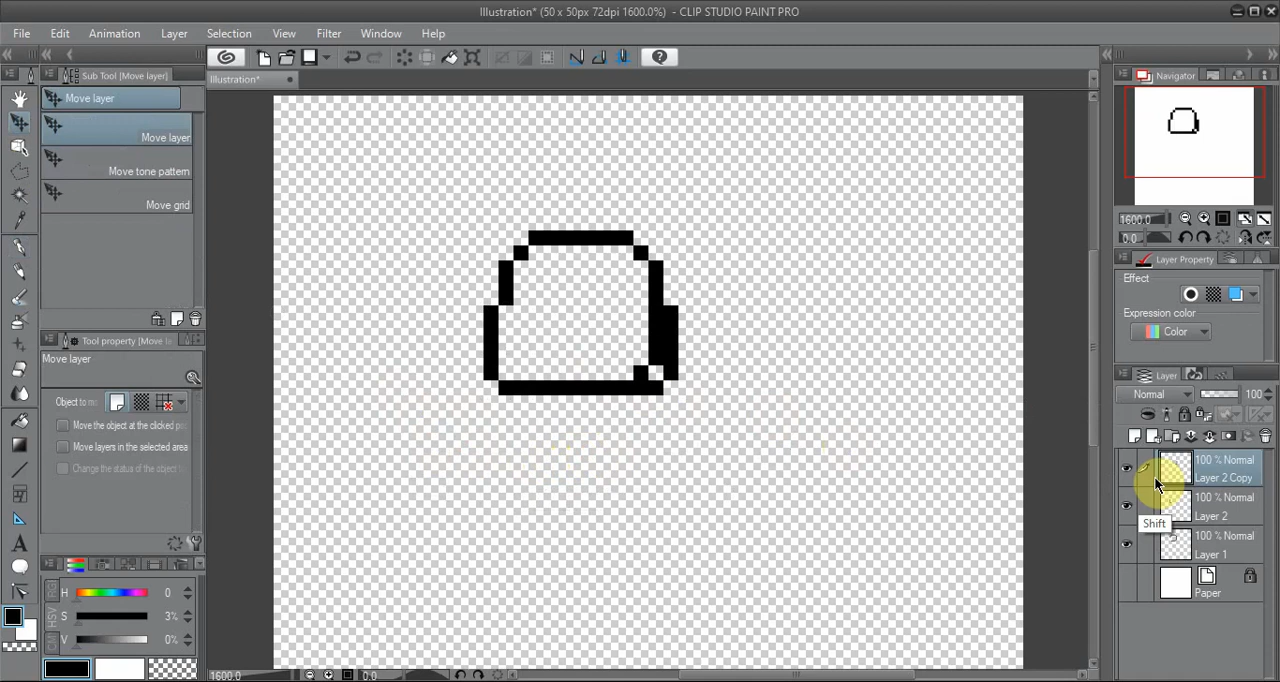 Illustration* (50 x 50px 72dpi 1600.0%)  - CLIP STUDIO PAINT PRO
File Edit Animation Layer Selection View Filter Window Help
Sub Tool [Move layer]
Illustration*
Navigator
Move layer
Move layer
Move tone pattern
Move grid
1600.0
0.0
Layer Property
Effect
Expression color
Color
Tool property [Move la
Move layer
Layer
Normal 100
Object to m
Move the object at the clicked po
Move layers in the selected area
Change the status of the object
100 % Normal
Layer 2 Copy
100 % Normal
Layer 2
Shift
100 % Normal
Layer 1
Paper
H 0
S 3%
V 0%
1600.0 0.0